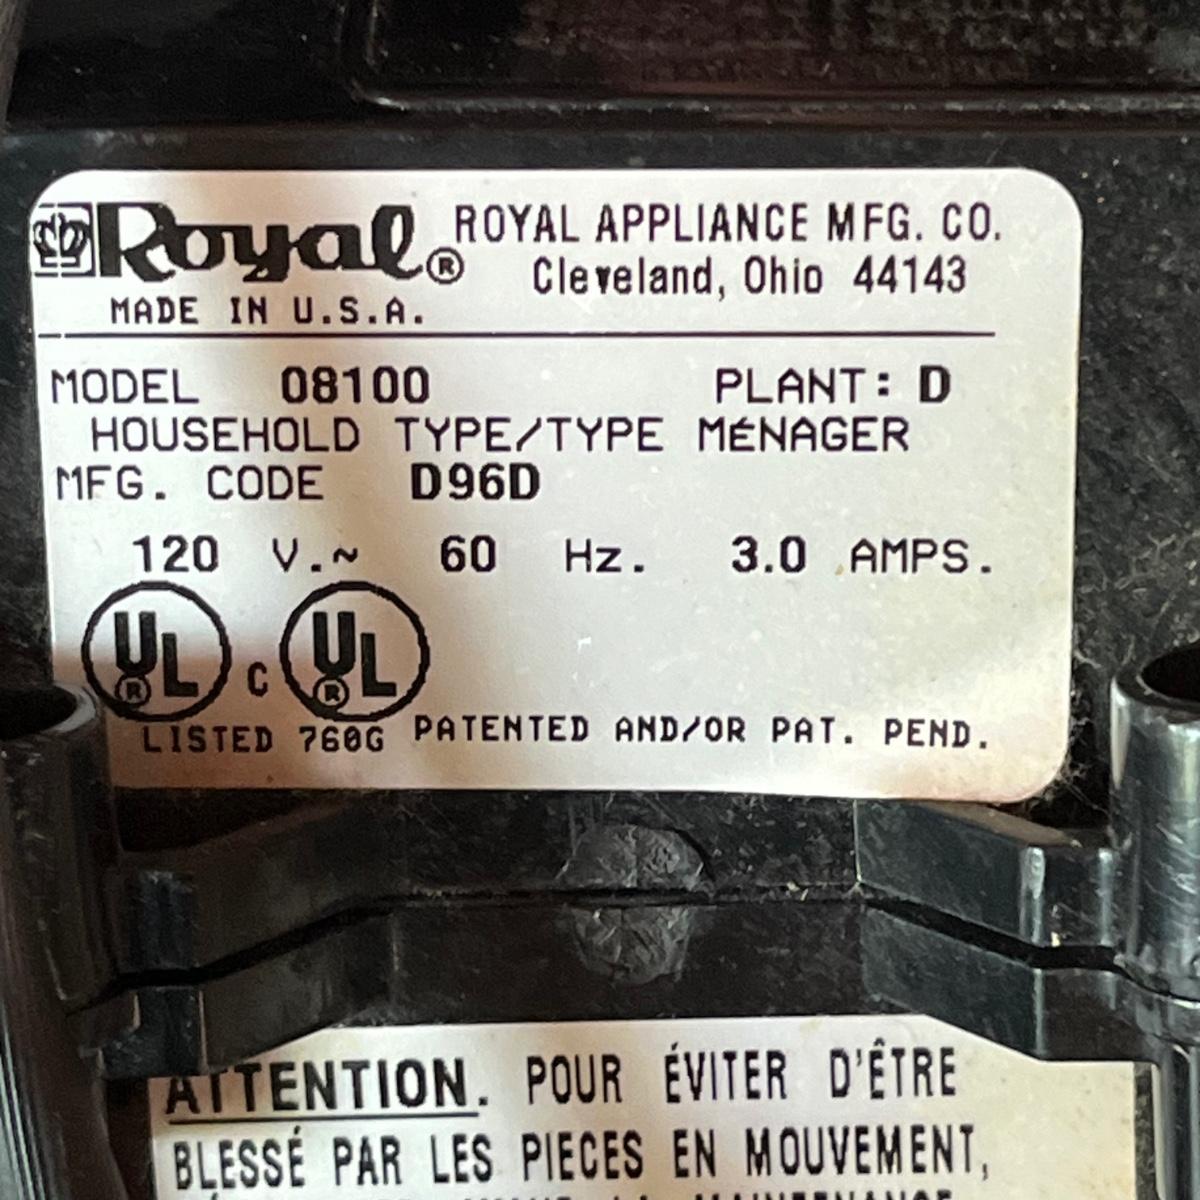 Royal® ROYAL APPLIANCE MFG. CO.
Cleveland, Ohio 44143
MADE IN U.S.A.
MODEL 08100 PLANT: D
HOUSEHOLD TYPE/TYPE MÉNAGER
MFG. CODE D96D
120 V.~ 60 Hz. 3.0 AMPS.
UL® C UL®
LISTED 760G PATENTED AND/OR PAT. PEND.
ATTENTION. POUR ÉVITER D'ÊTRE
BLESSÉ PAR LES PIECES EN MOUVEMENT,